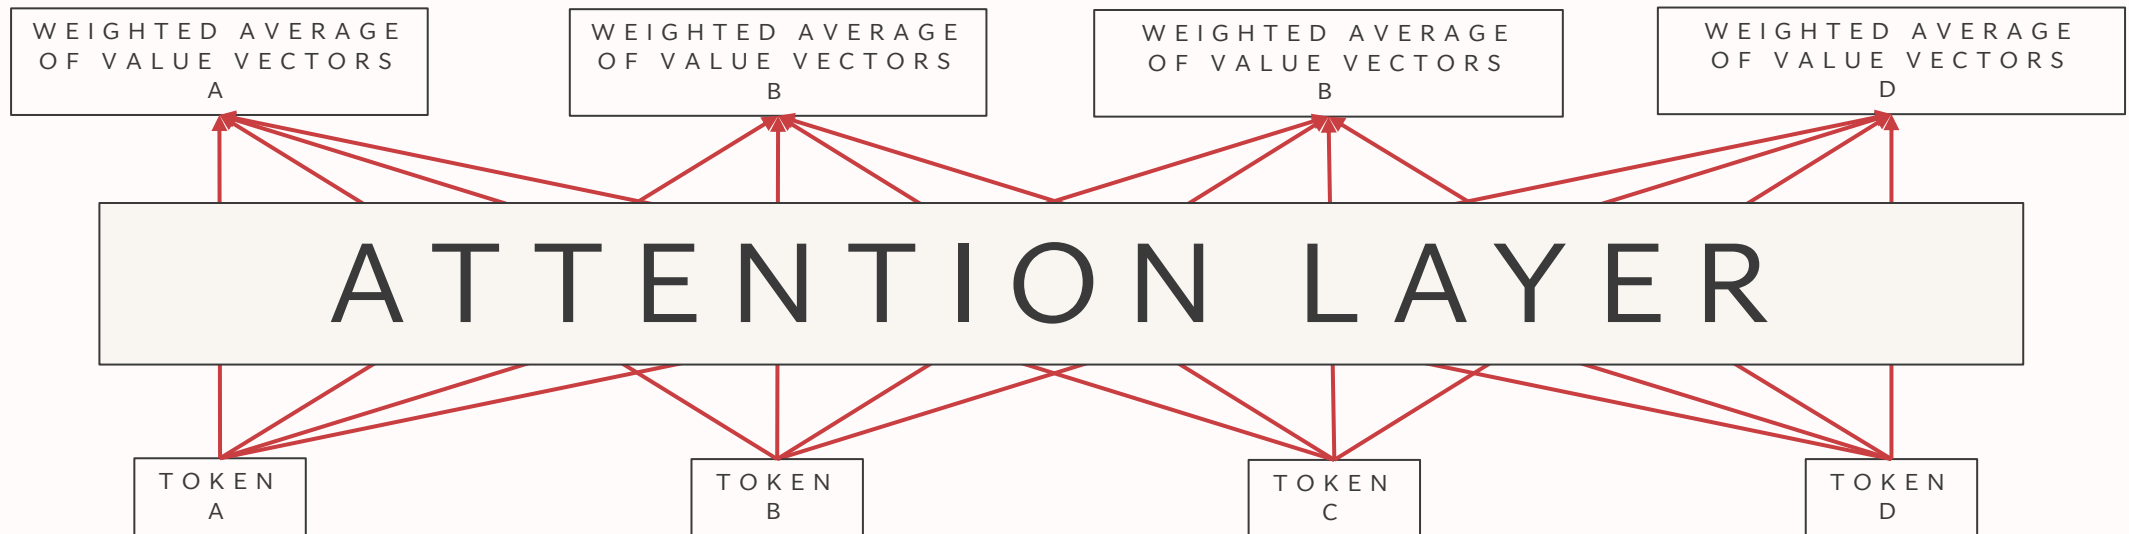 WEIGHTED AVERAGE
OF VALUE VECTORS
A
WEIGHTED AVERAGE
OF VALUE VECTORS
B
WEIGHTED AVERAGE
OF VALUE VECTORS
B
WEIGHTED AVERAGE
OF VALUE VECTORS
D
ATTENTION LAYER
TOKEN
A
TOKEN
B
TOKEN
C
TOKEN
D